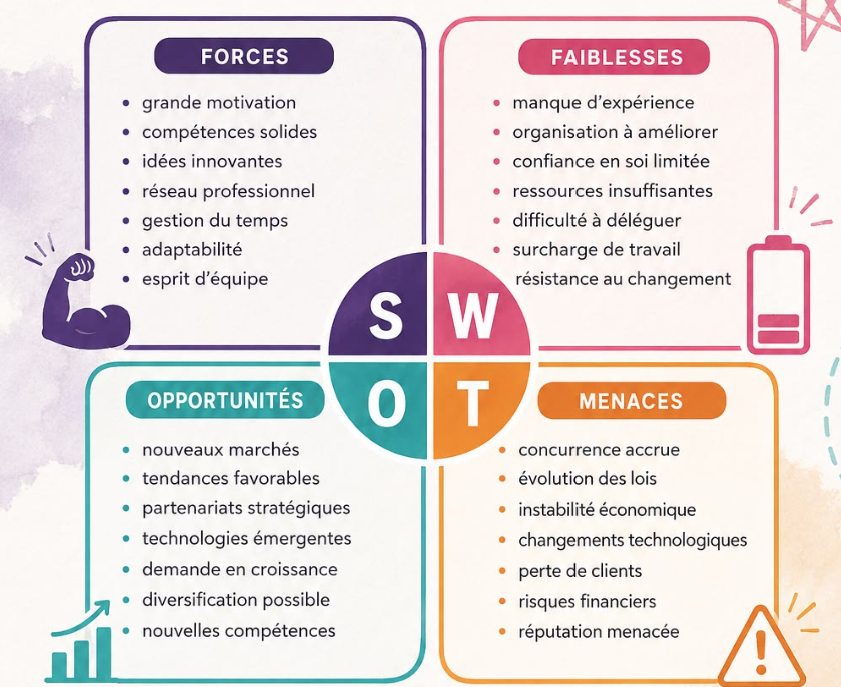 FORCES
• grande motivation
• compétences solides
• idées innovantes
• réseau professionnel
• gestion du temps
• adaptabilité
• esprit d'équipe
FAIBLESSES
• manque d'expérience
• organisation à améliorer
• confiance en soi limitée
• ressources insuffisantes
• difficulté à déléguer
• surcharge de travail
résistance au changement
S W
O T
OPPORTUNITÉS
• nouveaux marchés
• tendances favorables
• partenariats stratégiques
• technologies émergentes
• demande en croissance
• diversification possible
• nouvelles compétences
MENACES
• concurrence accrue
• évolution des lois
• instabilité économique
• changements technologiques
• perte de clients
• risques financiers
• réputation menacée